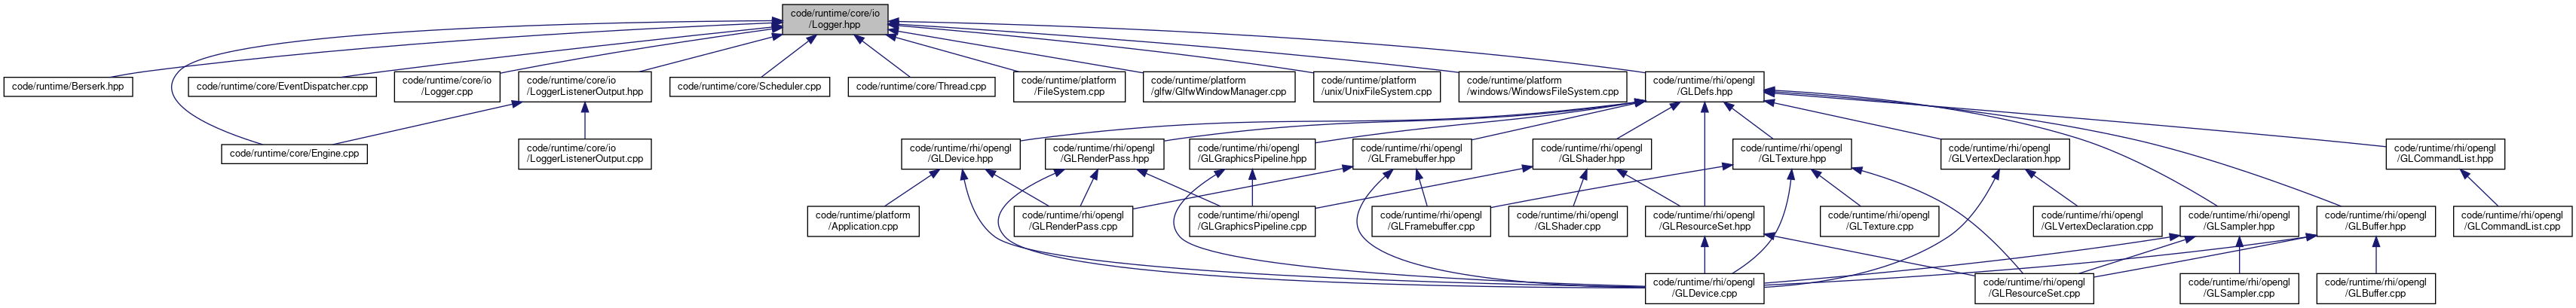 code/runtime/core/io
/Logger.hpp
code/runtime/Berserk.hpp
code/runtime/core/EventDispatcher.cpp
code/runtime/core/io
/Logger.cpp
code/runtime/core/io
/LoggerListenerOutput.hpp
code/runtime/core/Scheduler.cpp
code/runtime/core/Thread.cpp
code/runtime/platform
/FileSystem.cpp
code/runtime/platform
/glfw/GlfwWindowManager.cpp
code/runtime/platform
/unix/UnixFileSystem.cpp
code/runtime/platform
/windows/WindowsFileSystem.cpp
code/runtime/rhi/opengl
/GLDefs.hpp
code/runtime/core/Engine.cpp
code/runtime/core/io
/LoggerListenerOutput.cpp
code/runtime/rhi/opengl
/GLDevice.hpp
code/runtime/rhi/opengl
/GLRenderPass.hpp
code/runtime/rhi/opengl
/GLGraphicsPipeline.hpp
code/runtime/rhi/opengl
/GLFramebuffer.hpp
code/runtime/rhi/opengl
/GLShader.hpp
code/runtime/rhi/opengl
/GLTexture.hpp
code/runtime/rhi/opengl
/GLVertexDeclaration.hpp
code/runtime/rhi/opengl
/GLCommandList.hpp
code/runtime/platform
/Application.cpp
code/runtime/rhi/opengl
/GLRenderPass.cpp
code/runtime/rhi/opengl
/GLGraphicsPipeline.cpp
code/runtime/rhi/opengl
/GLFramebuffer.cpp
code/runtime/rhi/opengl
/GLShader.cpp
code/runtime/rhi/opengl
/GLResourceSet.hpp
code/runtime/rhi/opengl
/GLTexture.cpp
code/runtime/rhi/opengl
/GLVertexDeclaration.cpp
code/runtime/rhi/opengl
/GLSampler.hpp
code/runtime/rhi/opengl
/GLBuffer.hpp
code/runtime/rhi/opengl
/GLCommandList.cpp
code/runtime/rhi/opengl
/GLDevice.cpp
code/runtime/rhi/opengl
/GLResourceSet.cpp
code/runtime/rhi/opengl
/GLSampler.cpp
code/runtime/rhi/opengl
/GLBuffer.cpp